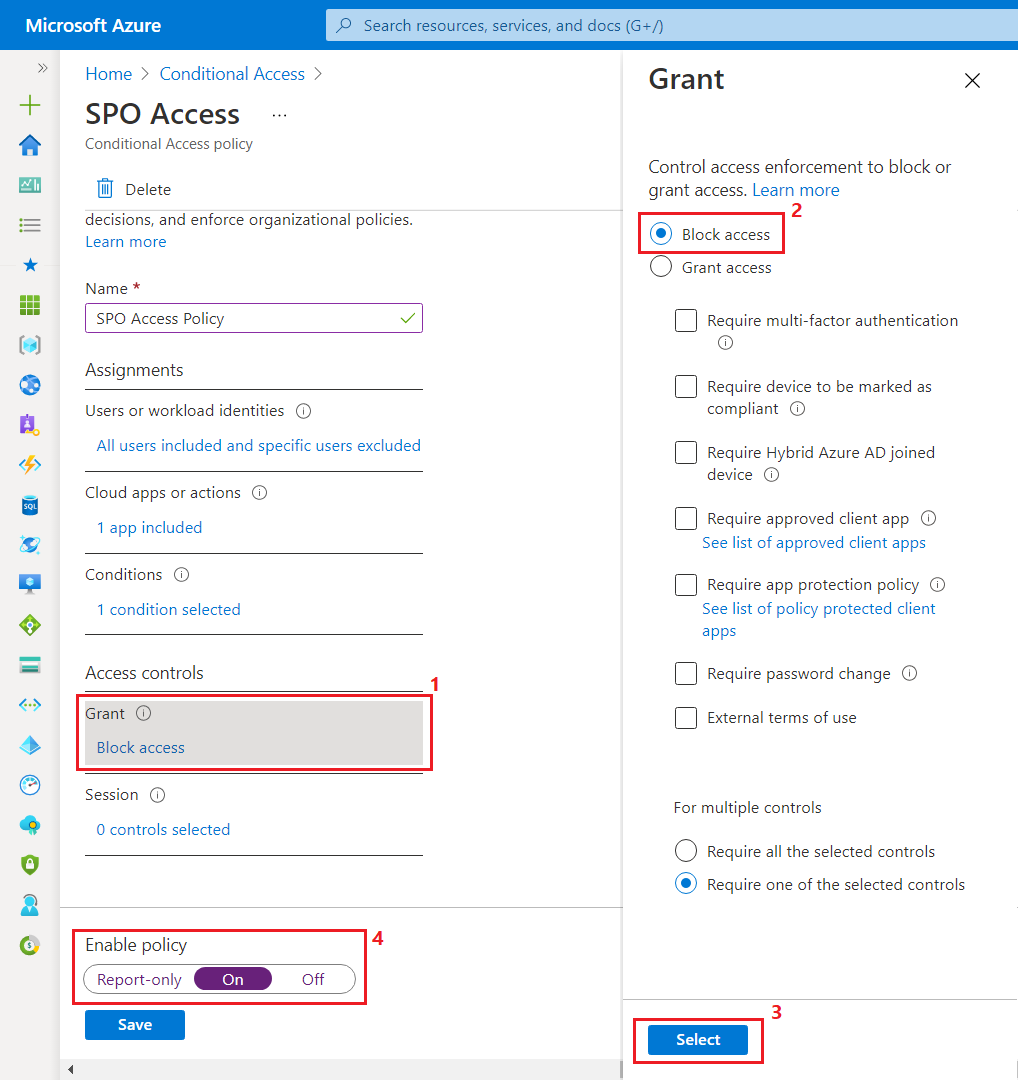 Microsoft Azure
Search resources, services, and docs (G+/)
Home > Conditional Access >
SPO Access ...
Conditional Access policy
Delete
decisions, and enforce organizational policies.
Learn more
Name *
SPO Access Policy
Assignments
Users or workload identities
All users included and specific users excluded
Cloud apps or actions
1 app included
Conditions
1 condition selected
Access controls
1
Grant
Block access
Session
0 controls selected
Enable policy
4
Report-only On Off
Save
Grant
Control access enforcement to block or
grant access. Learn more
2
Block access
Grant access
Require multi-factor authentication
Require device to be marked as
compliant
Require Hybrid Azure AD joined
device
Require approved client app
See list of approved client apps
Require app protection policy
See list of policy protected client
apps
Require password change
External terms of use
For multiple controls
Require all the selected controls
Require one of the selected controls
3
Select
SQL